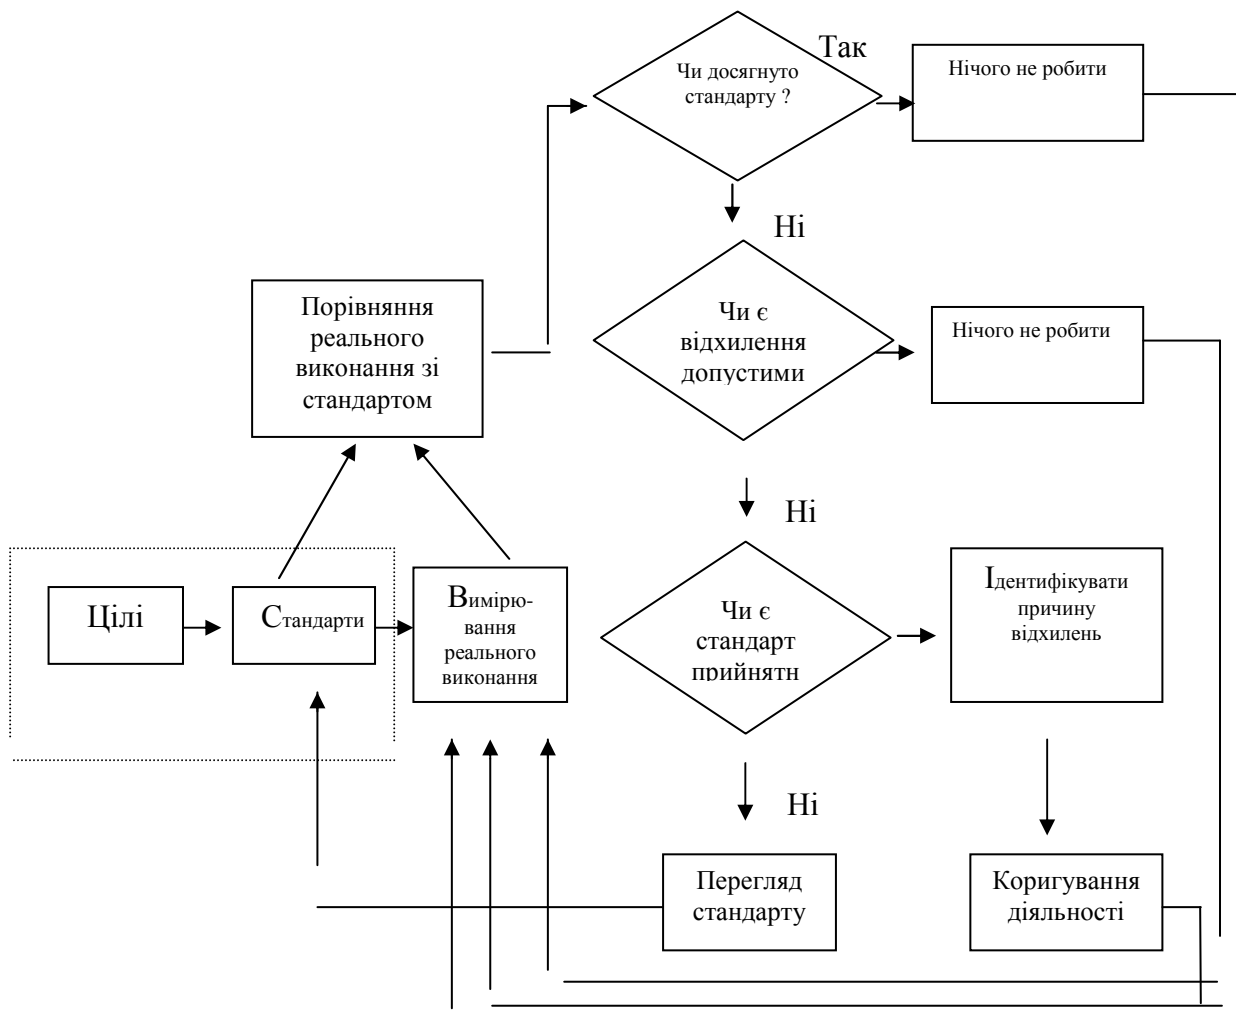 Так
Чи досягнуто
стандарту ?
Нічого не робити
Ні
Порівняння
реального
виконання зі
стандартом
Чи є
відхилення
допустими
Нічого не робити
Ні
Цілі
Стандарти
Вимірю-
вання
реального
виконання
Чи є
стандарт
прийнятн
Ідентифікувати
причину
відхилень
Ні
Перегляд
стандарту
Коригування
діяльності